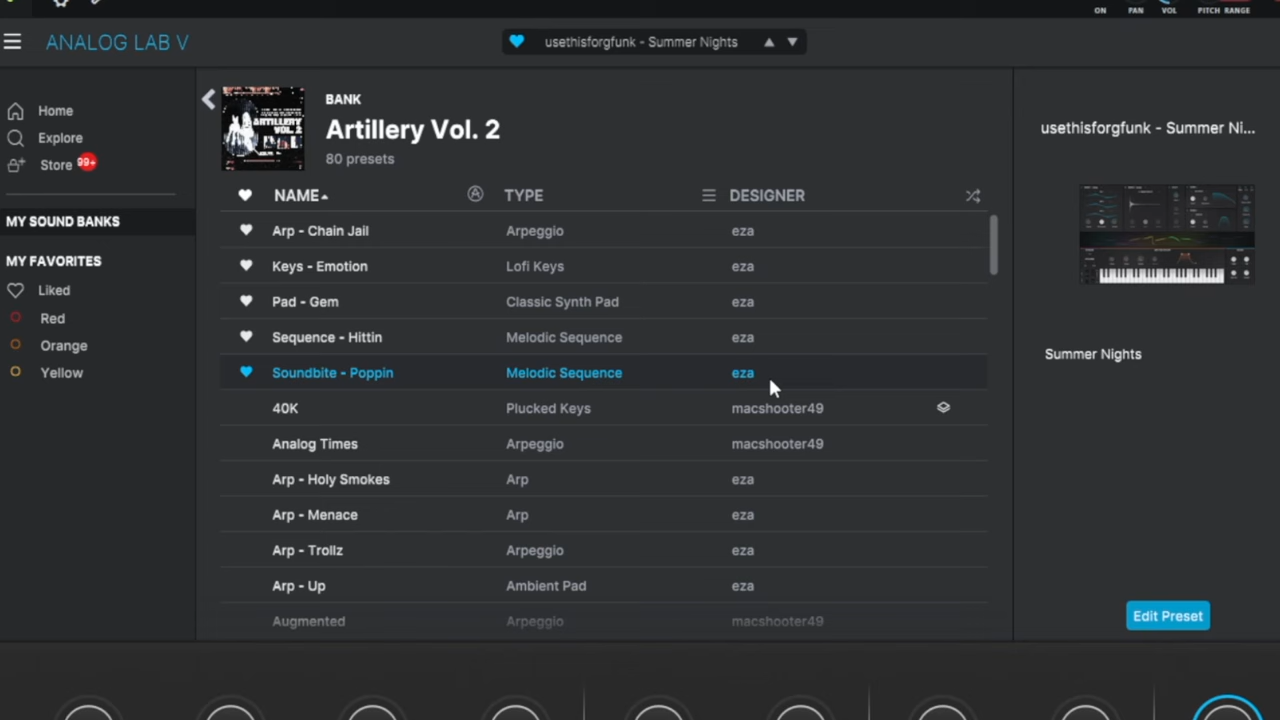 ON PAN VOL PITCH RANGE
ANALOG LAB V
usethisforgfunk - Summer Nights
Home
Explore
Store 99+
MY SOUND BANKS
MY FAVORITES
Liked
Red
Orange
Yellow
BANK
Artillery Vol. 2
80 presets
ARTILLERY
VOL. 2
NAME TYPE DESIGNER
Arp - Chain Jail Arpeggio eza
Keys - Emotion Lofi Keys eza
Pad - Gem Classic Synth Pad eza
Sequence - Hittin Melodic Sequence eza
Soundbite - Poppin Melodic Sequence eza
40K Plucked Keys macshooter49
Analog Times Arpeggio macshooter49
Arp - Holy Smokes Arp eza
Arp - Menace Arp eza
Arp - Trollz Arpeggio eza
Arp - Up Ambient Pad eza
Augmented Arpeggio macshooter49
usethisforgfunk - Summer Ni...
Summer Nights
Edit Preset